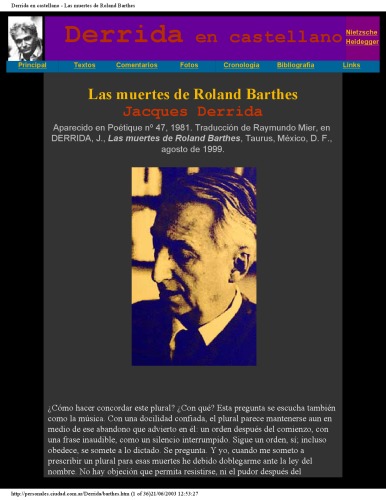 Derrida en castellano - Las muertes de Roland Barthes
Derrida en castellano
Nietzsche
Heidegger
Principal Textos Comentarios Fotos Cronología Bibliografía Links
Las muertes de Roland Barthes
Jacques Derrida
Aparecido en Poétique nº 47, 1981. Traducción de Raymundo Mier, en
DERRIDA, J., Las muertes de Roland Barthes, Taurus, México, D. F.,
agosto de 1999.
¿Cómo hacer concordar este plural? ¿Con qué? Esta pregunta se escucha también
como la música. Con una docilidad confiada, el plural parece mantenerse aun en
medio de ese abandono que advierto en él: un orden después del comienzo, con
una frase inaudible, como un silencio interrumpido. Sigue un orden, sí; incluso
obedece, se somete a lo dictado. Se pregunta. Y yo, cuando me someto a
prescribir un plural para esas muertes he debido doblegarme ante la ley del
nombre. No hay objeción que permita resistirse, ni el pudor después del
http://personales.ciudad.com.ar/Derrida/barthes.htm (1 of 36)21/06/2003 12:53:27